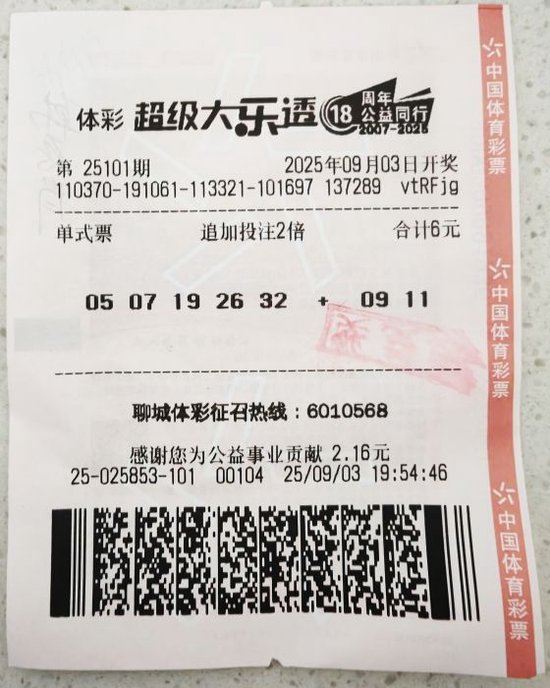 体彩 超级大乐透 18 周年 公益同行 2007-2025
第 25101期 2025年09月03日开奖
110370-191061-113321-101697 137289 vtRFjg
单式票 追加投注2倍 合计6元
05 07 19 26 32 + 09 11
聊城体彩征召热线：6010568
感谢您为公益事业贡献 2.16元
25-025853-101 00104 25/09/03 19:54:46
中国体育彩票
中国体育彩票
中国体育彩票